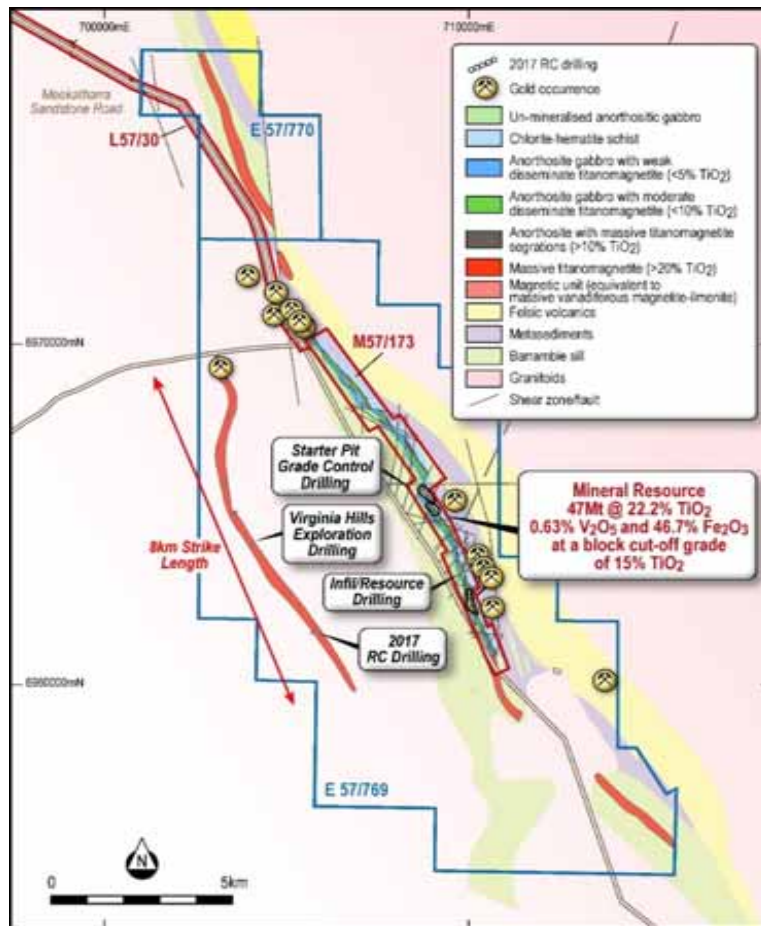 700000mE
710000mE
Meekatharra
Sandstone Road
L57/30
E 57/770
2017 RC drilling
Gold occurrence
Un-mineralised anorthositic gabbro
Chlorite-hematite schist
Anorthosite gabbro with weak
disseminate titanomagnetite (<5% TiO2)
Anorthosite gabbro with moderate
disseminate titanomagnetite (<10% TiO2)
Anorthosite with massive titanomagnetite
segrations (>10% TiO2)
Massive titanomagnetite (>20% TiO2)
Magnetic unit (equivalent to
massive vanadiferous magnetite-limenite)
Felsic volcanics
Metasediments
Barrambie sill
Granitoids
Shear zone/fault
6970000mN
M57/173
Starter Pit
Grade Control
Drilling
Mineral Resource
47Mt @ 22.2% TiO2
0.63% V2O5 and 46.7% Fe2O3
at a block cut-off grade
of 15% TiO2
Virginia Hills
Exploration
Drilling
8km Strike
Length
Infil/Resource
Drilling
2017
RC Drilling
6960000mN
E 57/769
N
0
5km